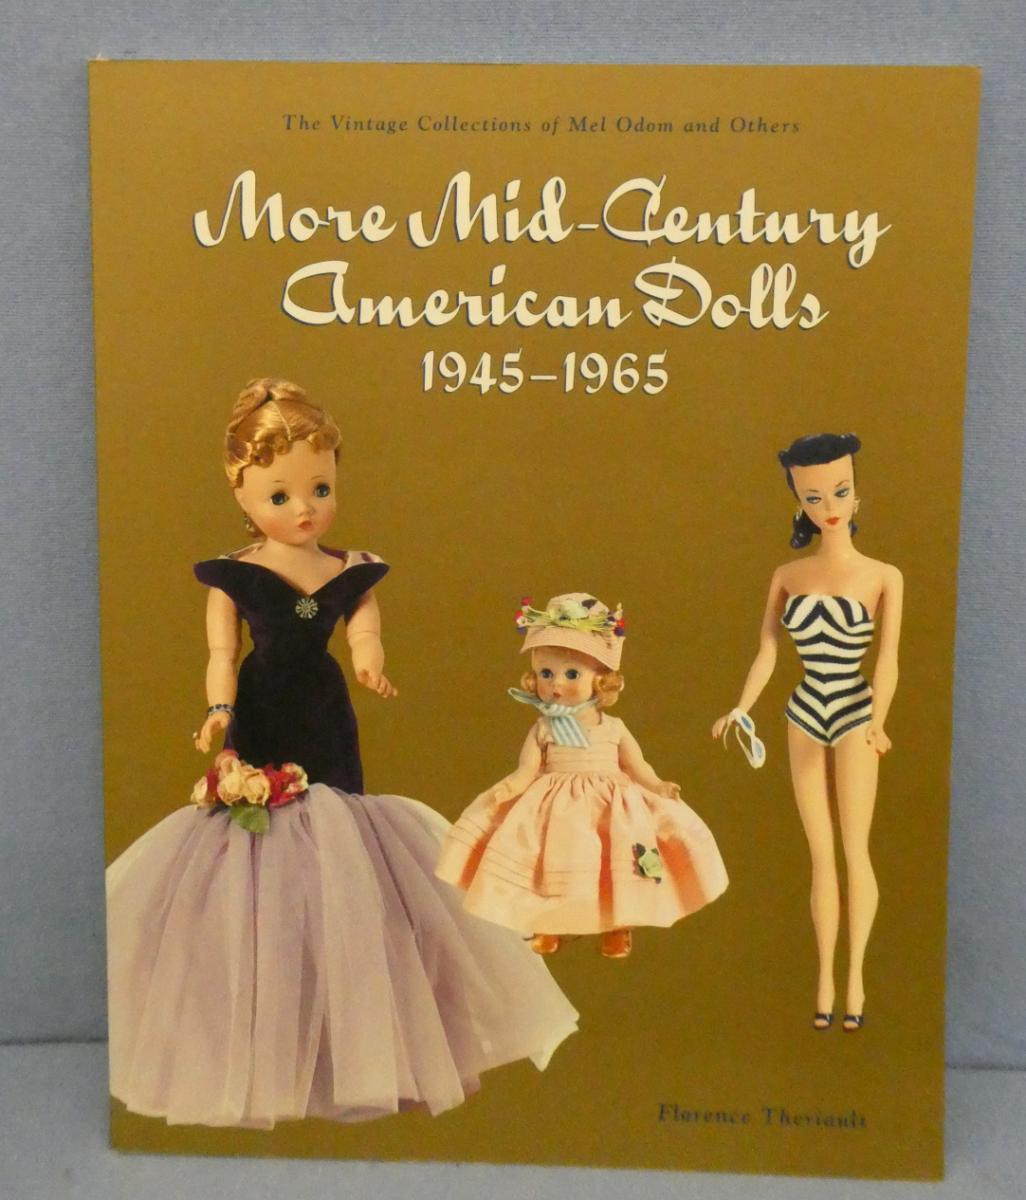 The Vintage Collections of Mel Odom and Others
More Mid-Century
American Dolls
1945–1965
Florence Theriault